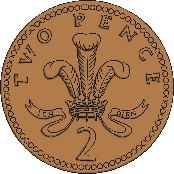 TWO PENCE
ICH DIEN
2